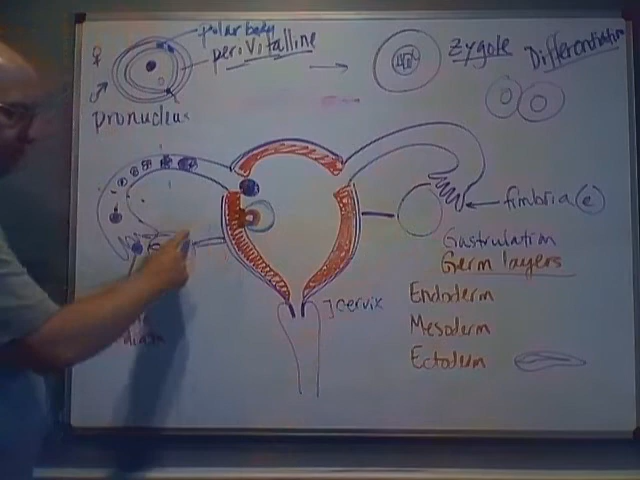 polar body
♀ periVitalline
Zygote Differentiation
pronucleus
fimbria(e)
Gastrulation
Germ layers
Endoderm
]cervix
Mesoderm
Ectoderm